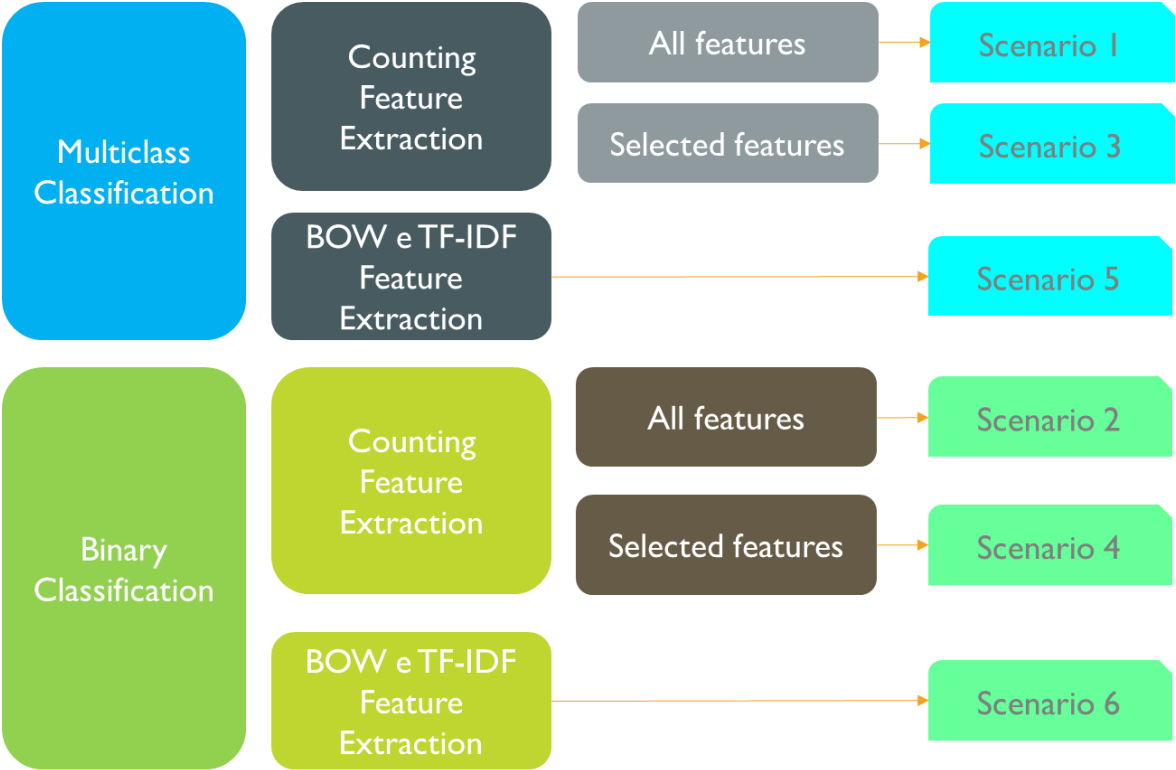 Multiclass
Classification
Counting
Feature
Extraction
All features
Scenario 1
Selected features
Scenario 3
BOW e TF-IDF
Feature
Extraction
Scenario 5
Binary
Classification
Counting
Feature
Extraction
All features
Scenario 2
Selected features
Scenario 4
BOW e TF-IDF
Feature
Extraction
Scenario 6